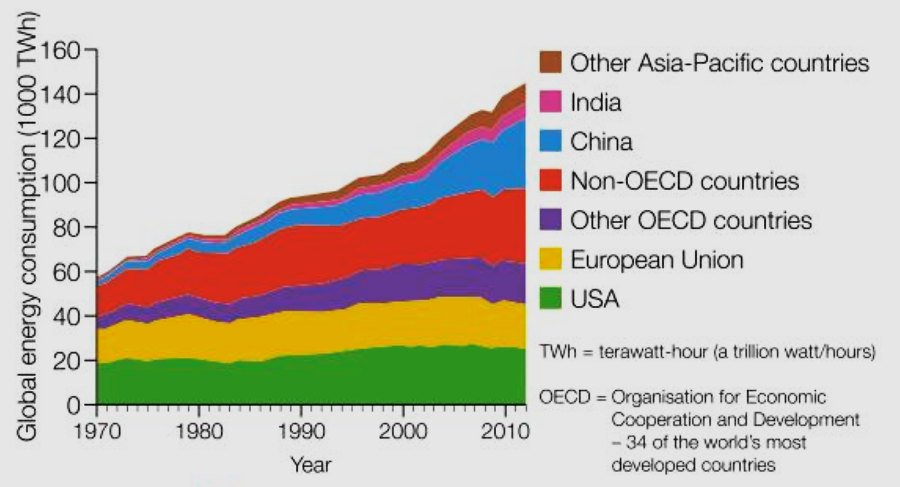 Global energy consumption (1000 TWh)
160
140
120
100
80
60
40
20
0
1970 1980 1990 2000 2010
Year
Other Asia-Pacific countries
India
China
Non-OECD countries
Other OECD countries
European Union
USA
TWh = terawatt-hour (a trillion watt/hours)
OECD = Organisation for Economic
Cooperation and Development
– 34 of the world's most
developed countries